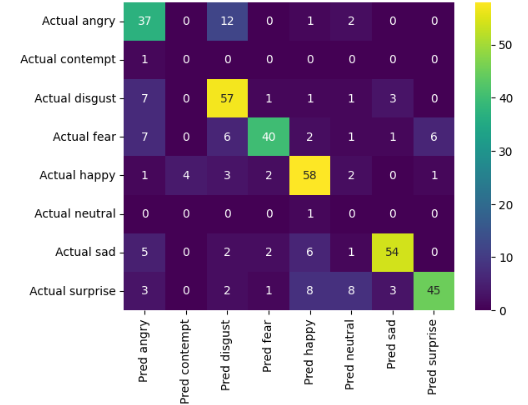 Actual angry 37 0 12 0 1 2 0 0
Actual contempt 1 0 0 0 0 0 0 0
Actual disgust 7 0 57 1 1 1 3 0
Actual fear 7 0 6 40 2 1 1 6
Actual happy 1 4 3 2 58 2 0 1
Actual neutral 0 0 0 0 1 0 0 0
Actual sad 5 0 2 2 6 1 54 0
Actual surprise 3 0 2 1 8 8 3 45
Pred angry
Pred contempt
Pred disgust
Pred fear
Pred happy
Pred neutral
Pred sad
Pred surprise
50
40
30
20
10
0